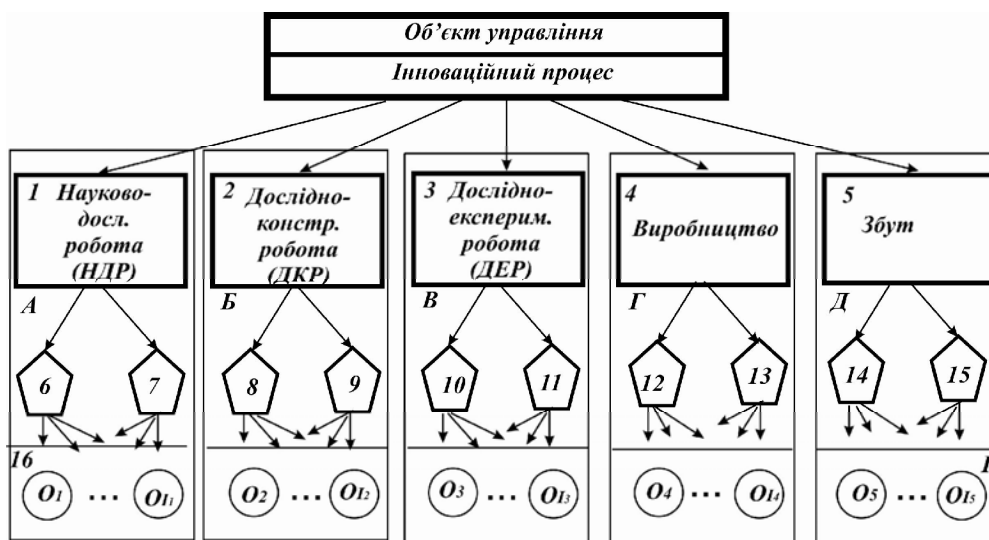 Об’єкт управління
Інноваційний процес
1 Науково-
досл.
робота
(НДР)
2 Дослідно-
констр.
робота
(ДКР)
3 Дослідно-
експерим.
робота
(ДЕР)
4
Виробництво
5
Збут
А
Б
В
Г
Д
6
7
8
9
10
11
12
13
14
15
16
O1 ... OI1
O2 ... OI2
O3 ... OI3
O4 ... OI4
O5 ... OI5